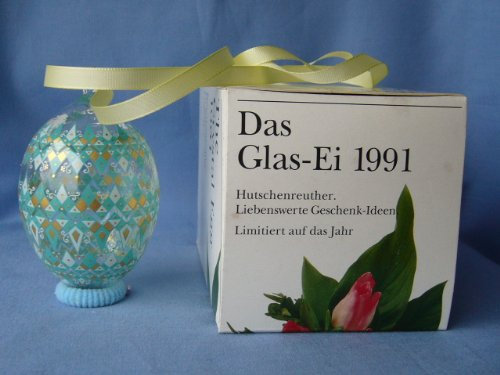 Das
Glas-Ei 1991
Hutschenreuther.
Liebenswerte Geschenk-Ideen
Limitiert auf das Jahr